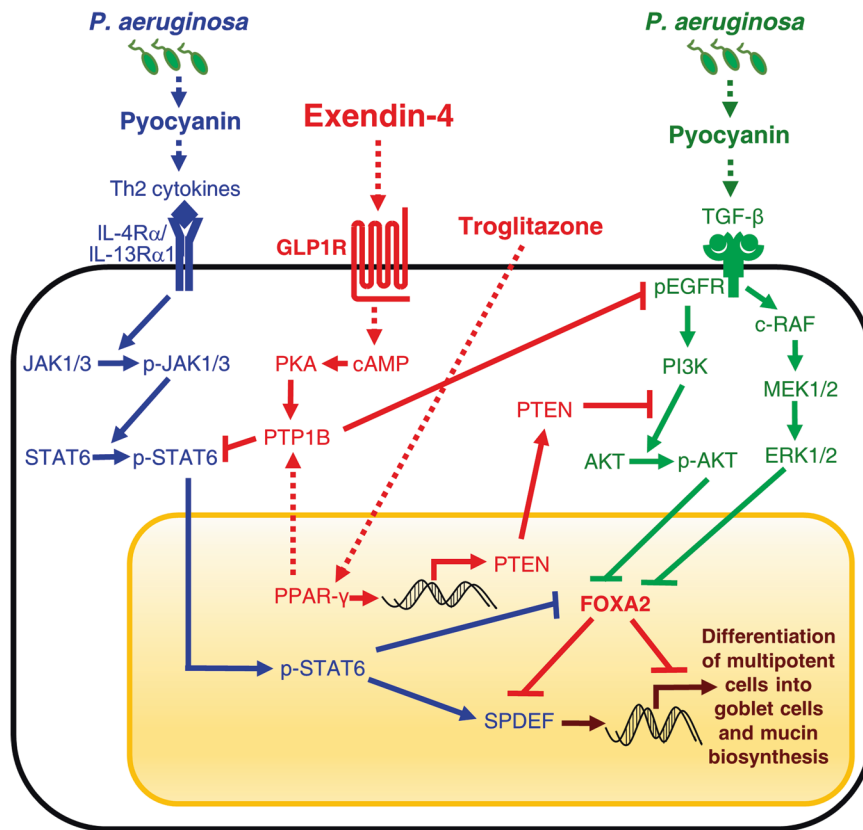 P. aeruginosa
P. aeruginosa
Pyocyanin
Exendin-4
Pyocyanin
Th2 cytokines
TGF-β
IL-4Rα/
IL-13Rα1
GLP1R
Troglitazone
pEGFR
c-RAF
JAK1/3
p-JAK1/3
PKA
cAMP
PI3K
MEK1/2
PTEN
PTP1B
STAT6
p-STAT6
AKT
p-AKT
ERK1/2
PTEN
PPAR-γ
FOXA2
Differentiation
of multipotent
cells into
goblet cells
and mucin
biosynthesis
p-STAT6
SPDEF